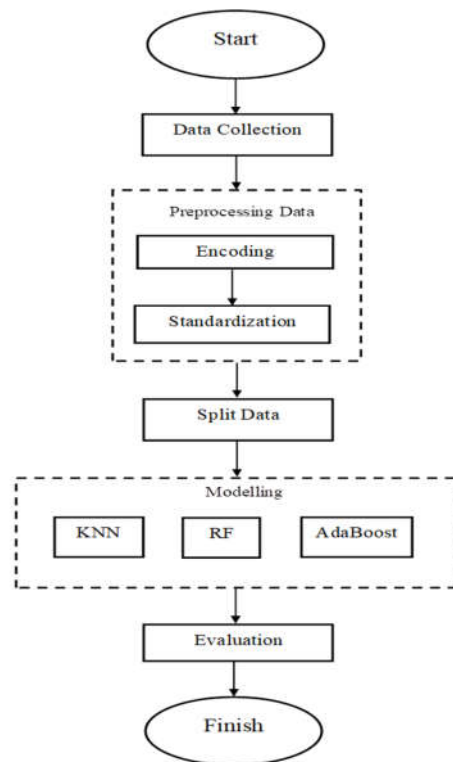 Start
Data Collection
Preprocessing Data
Encoding
Standardization
Split Data
Modelling
KNN
RF
AdaBoost
Evaluation
Finish